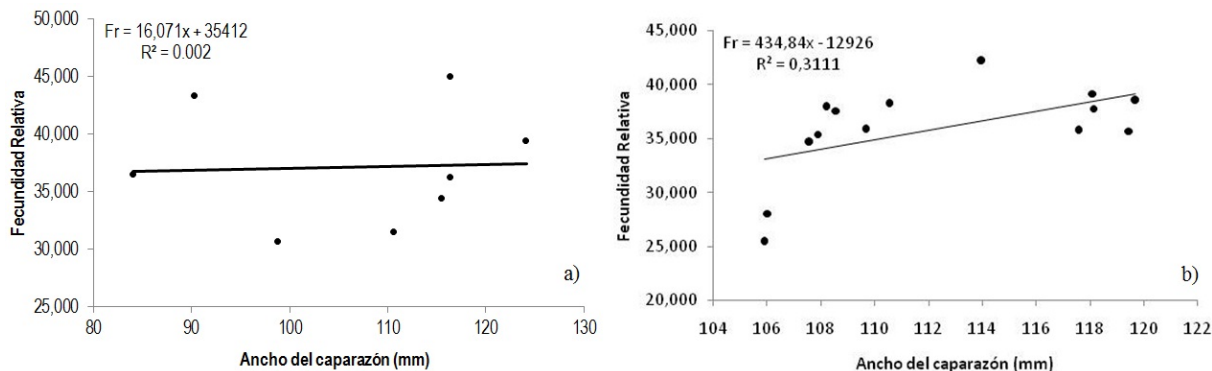 50,000
45,000
40,000
35,000
30,000
25,000
Fecundidad Relativa
Fr = 16,071x + 35412
R² = 0.002
a)
80 90 100 110 120 130
Ancho del caparazón (mm)
45,000
40,000
35,000
30,000
25,000
20,000
Fecundidad Relativa
Fr = 434,84x - 12926
R² = 0,3111
b)
104 106 108 110 114 116 118 120 122
Ancho del caparazón (mm)